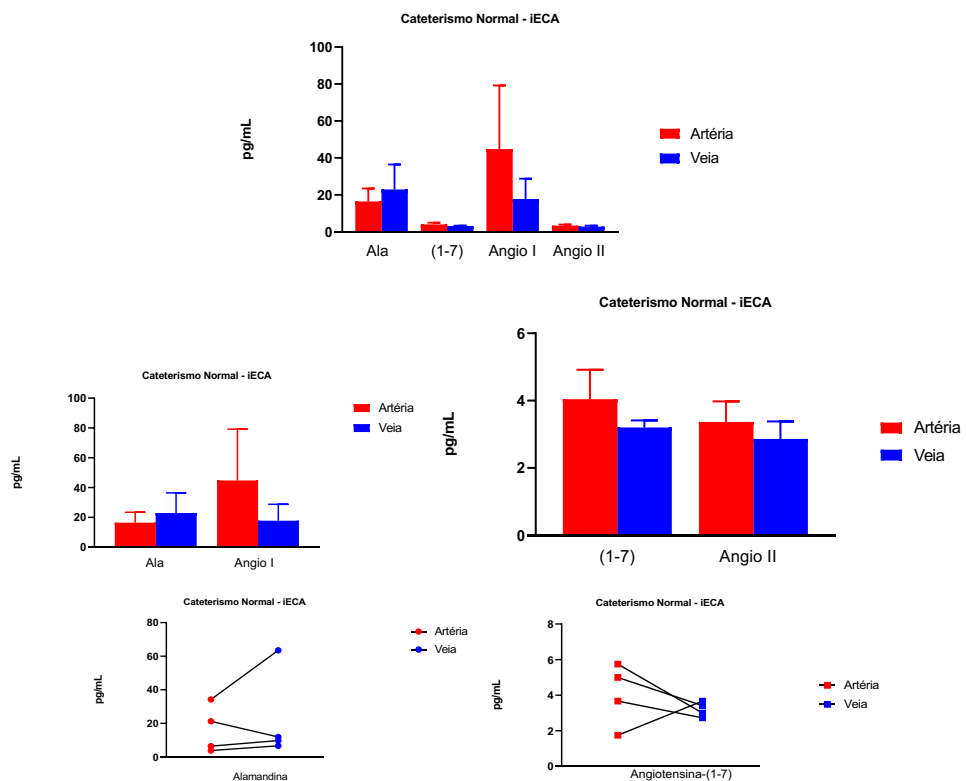 Cateterismo Normal - iECA
100
80
60
40
20
0
pg/mL
Ala (1-7) Angio I Angio II
Artéria
Veia
Cateterismo Normal - iECA
100
80
60
40
20
0
pg/mL
Ala Angio I
Artéria
Veia
Cateterismo Normal - iECA
6
4
2
0
pg/mL
(1-7) Angio II
Artéria
Veia
Cateterismo Normal - iECA
80
60
40
20
0
pg/mL
Alamandina
Artéria
Veia
Cateterismo Normal - iECA
8
6
4
2
0
pg/mL
Angiotensina-(1-7)
Artéria
Veia